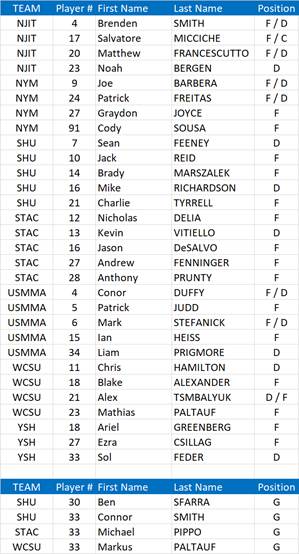 TEAM Player # First Name Last Name Position
NJIT 4 Brenden SMITH F / D
NJIT 17 Salvatore MICCICHE F / C
NJIT 20 Matthew FRANCESCUTTO F / D
NJIT 23 Noah BERGEN D
NYM 9 Joe BARBERA F / D
NYM 24 Patrick FREITAS F / D
NYM 27 Graydon JOYCE F
NYM 91 Cody SOUSA F
SHU 7 Sean FEENEY D
SHU 10 Jack REID F
SHU 14 Brady MARSZALEK F
SHU 16 Mike RICHARDSON D
SHU 21 Charlie TYRRELL F
STAC 12 Nicholas DELIA F
STAC 13 Kevin VITIELLO D
STAC 16 Jason DeSALVO F
STAC 27 Andrew FENNINGER F
STAC 28 Anthony PRUNTY F
USMMA 4 Conor DUFFY F / D
USMMA 5 Patrick JUDD F
USMMA 6 Mark STEFANICK F / D
USMMA 15 Ian HEISS F
USMMA 34 Liam PRIGMORE D
WCSU 11 Chris HAMILTON D
WCSU 18 Blake ALEXANDER F
WCSU 21 Alex TSMBALYUK D / F
WCSU 23 Mathias PALTAUF F
YSH 18 Ariel GREENBERG F
YSH 27 Ezra CSILLAG F
YSH 33 Sol FEDER D
TEAM Player # First Name Last Name Position
SHU 30 Ben SFARRA G
SHU 33 Connor SMITH G
STAC 33 Michael PIPPO G
WCSU 33 Markus PALTAUF G